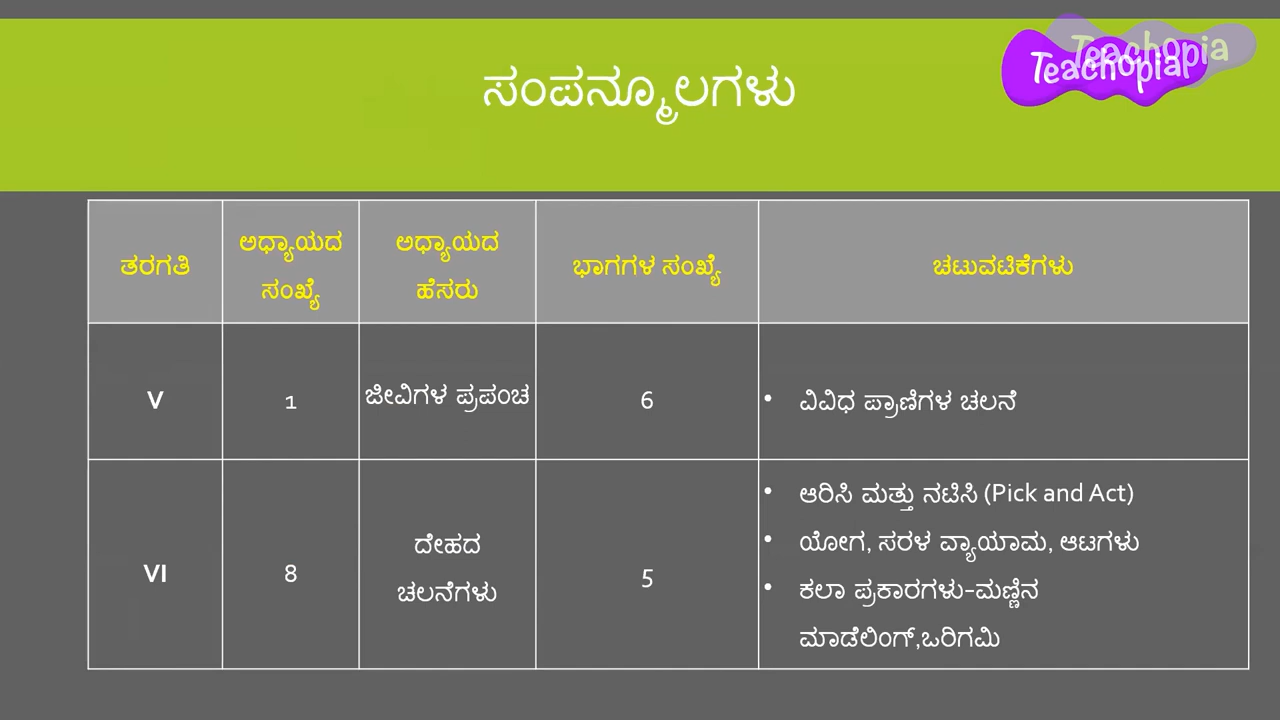 Teachopia
Teachopia
ಸಂಪನ್ಮೂಲಗಳು
ತರಗತಿ
ಅಧ್ಯಾಯದ
ಸಂಖ್ಯೆ
ಅಧ್ಯಾಯದ
ಹೆಸರು
ಭಾಗಗಳ ಸಂಖ್ಯೆ
ಚಟುವಟಿಕೆಗಳು
V
1
ಜೀವಿಗಳ ಪ್ರಪಂಚ
6
• ವಿವಿಧ ಪ್ರಾಣಿಗಳ ಚಲನೆ
VI
8
ದೇಹದ
ಚಲನೆಗಳು
5
• ಆರಿಸಿ ಮತ್ತು ನಟಿಸಿ (Pick and Act)
• ಯೋಗ, ಸರಳ ವ್ಯಾಯಾಮ, ಆಟಗಳು
• ಕಲಾ ಪ್ರಕಾರಗಳು-ಮಣ್ಣಿನ
ಮಾಡೆಲಿಂಗ್,ಒರಿಗಮಿ